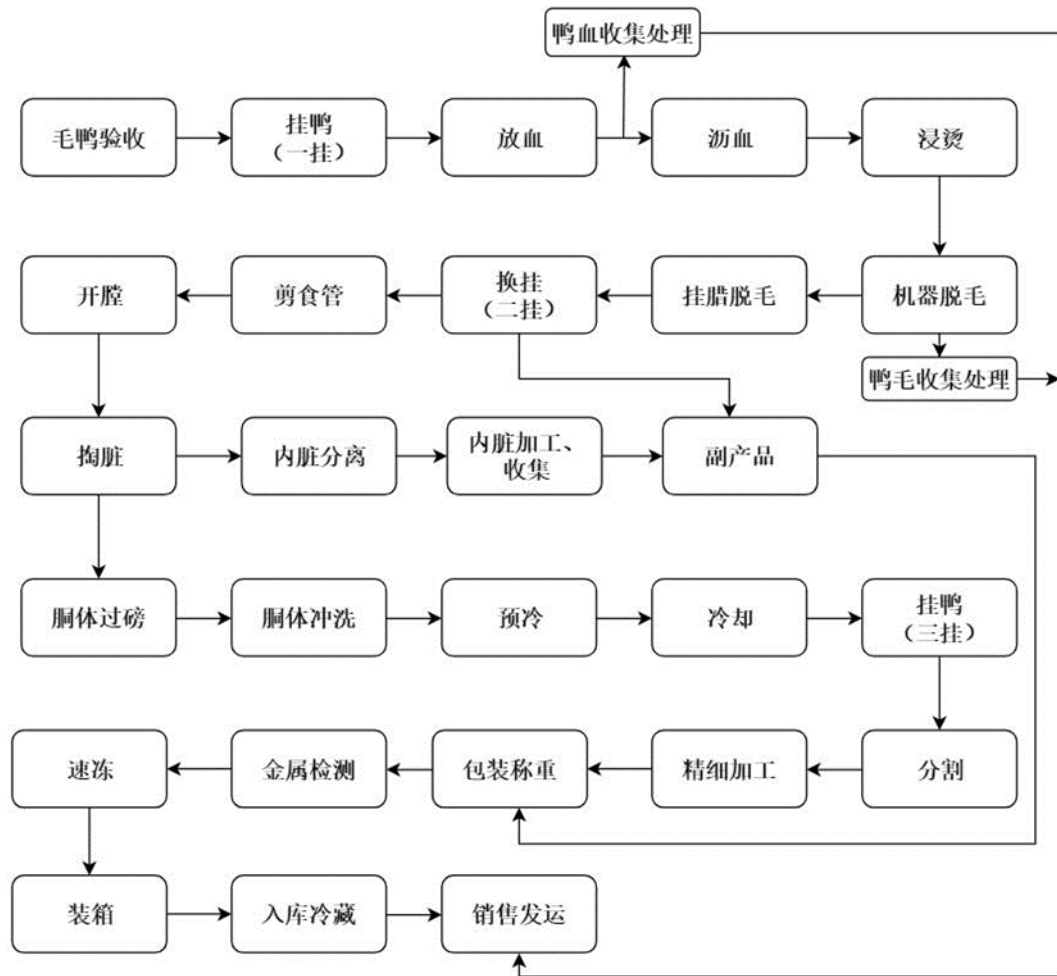 鸭血收集处理
毛鸭验收
挂鸭
（一挂）
放血
沥血
浸烫
开膛
剪食管
换挂
（二挂）
挂腊脱毛
机器脱毛
鸭毛收集处理
掏脏
内脏分离
内脏加工、
收集
副产品
胴体过磅
胴体冲洗
预冷
冷却
挂鸭
（三挂）
速冻
金属检测
包装称重
精细加工
分割
装箱
入库冷藏
销售发运